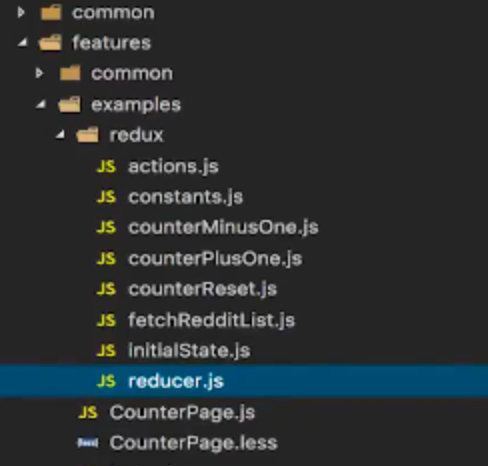 common
features
common
examples
redux
JS actions.js
JS constants.js
JS counterMinusOne.js
JS counterPlusOne.js
JS counterReset.js
JS fetchRedditList.js
JS initialState.js
JS reducer.js
JS CounterPage.js
CounterPage.less